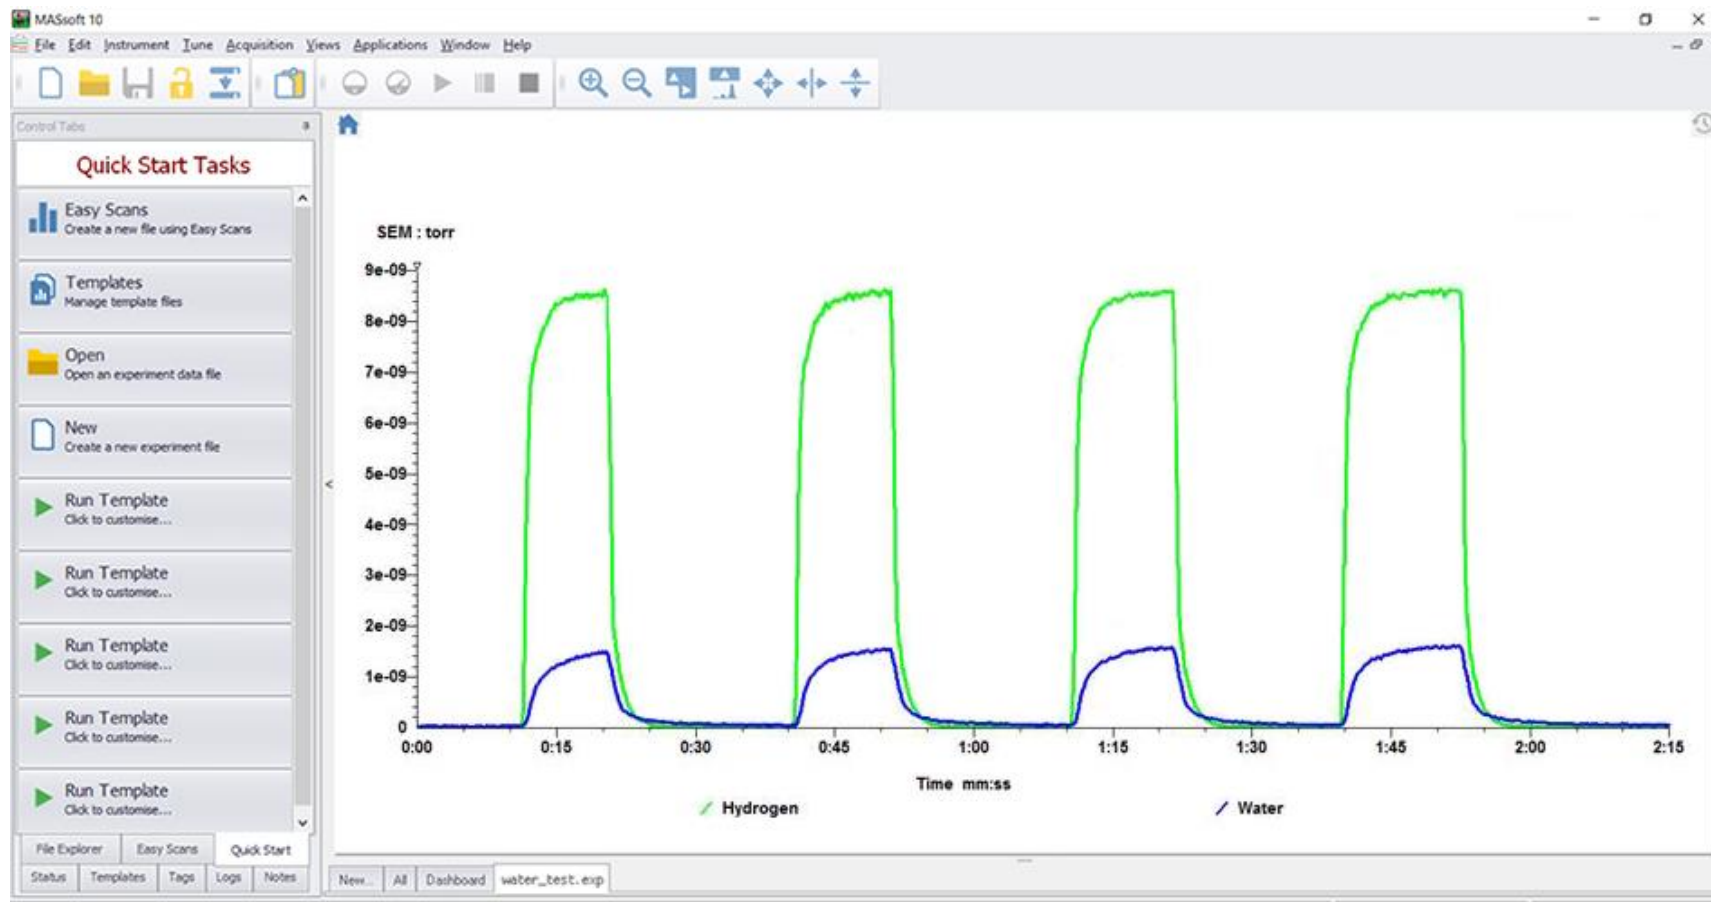 MASsoft 10
File Edit Instrument Tune Acquisition Views Applications Window Help
Control Tabs
Quick Start Tasks
Easy Scans
Create a new file using Easy Scans
Templates
Manage template files
Open
Open an experiment data file
New
Create a new experiment file
Run Template
Click to customise...
Run Template
Click to customise...
Run Template
Click to customise...
Run Template
Click to customise...
Run Template
Click to customise...
File Explorer Easy Scans Quick Start
Status Templates Tags Logs Notes
SEM : torr
9e-09
8e-09
7e-09
6e-09
5e-09
4e-09
3e-09
2e-09
1e-09
0
0:00 0:15 0:30 0:45 1:00 1:15 1:30 1:45 2:00 2:15
Time mm:ss
Hydrogen Water
New... All Dashboard water_test.exp